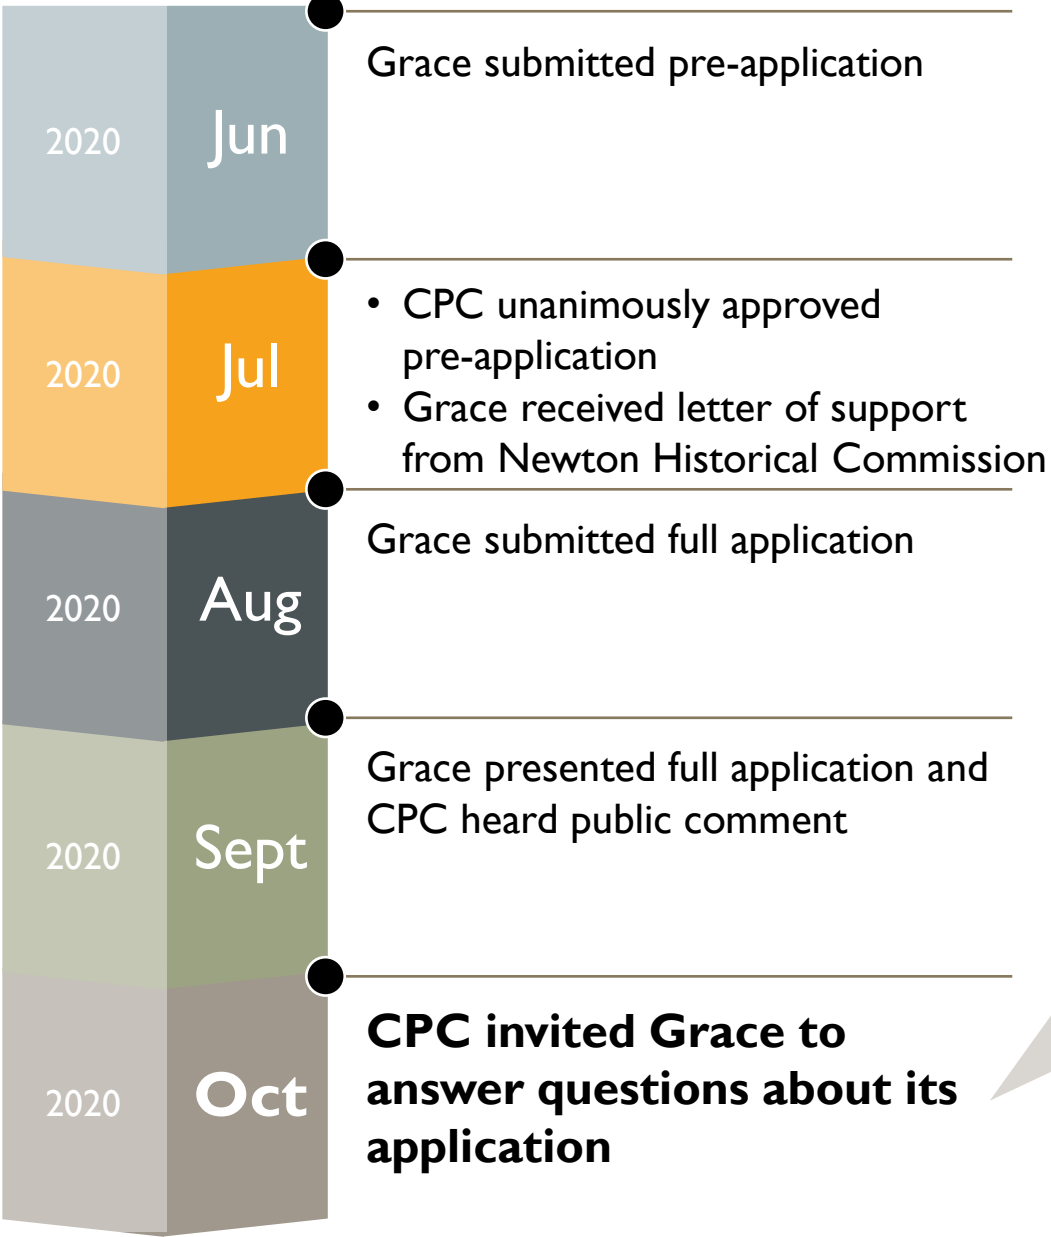 2020 Jun
Grace submitted pre-application
2020 Jul
• CPC unanimously approved
pre-application
• Grace received letter of support
from Newton Historical Commission
2020 Aug
Grace submitted full application
2020 Sept
Grace presented full application and
CPC heard public comment
2020 Oct
CPC invited Grace to
answer questions about its
application